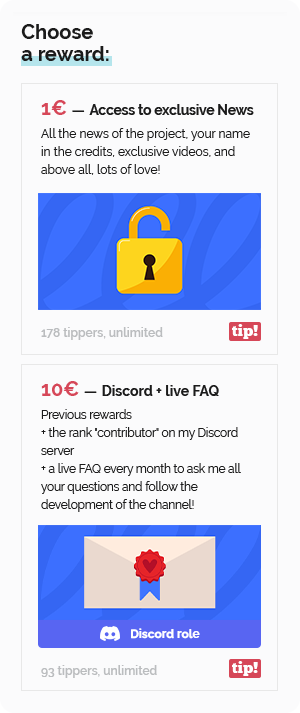 Choose
a reward:
1€ — Access to exclusive News
All the news of the project, your name
in the credits, exclusive videos, and
above all, lots of love!
178 tippers, unlimited
tip!
10€ — Discord + live FAQ
Previous rewards
+ the rank "contributor" on my Discord
server
+ a live FAQ every month to ask me all
your questions and follow the
development of the channel!
Discord role
93 tippers, unlimited
tip!